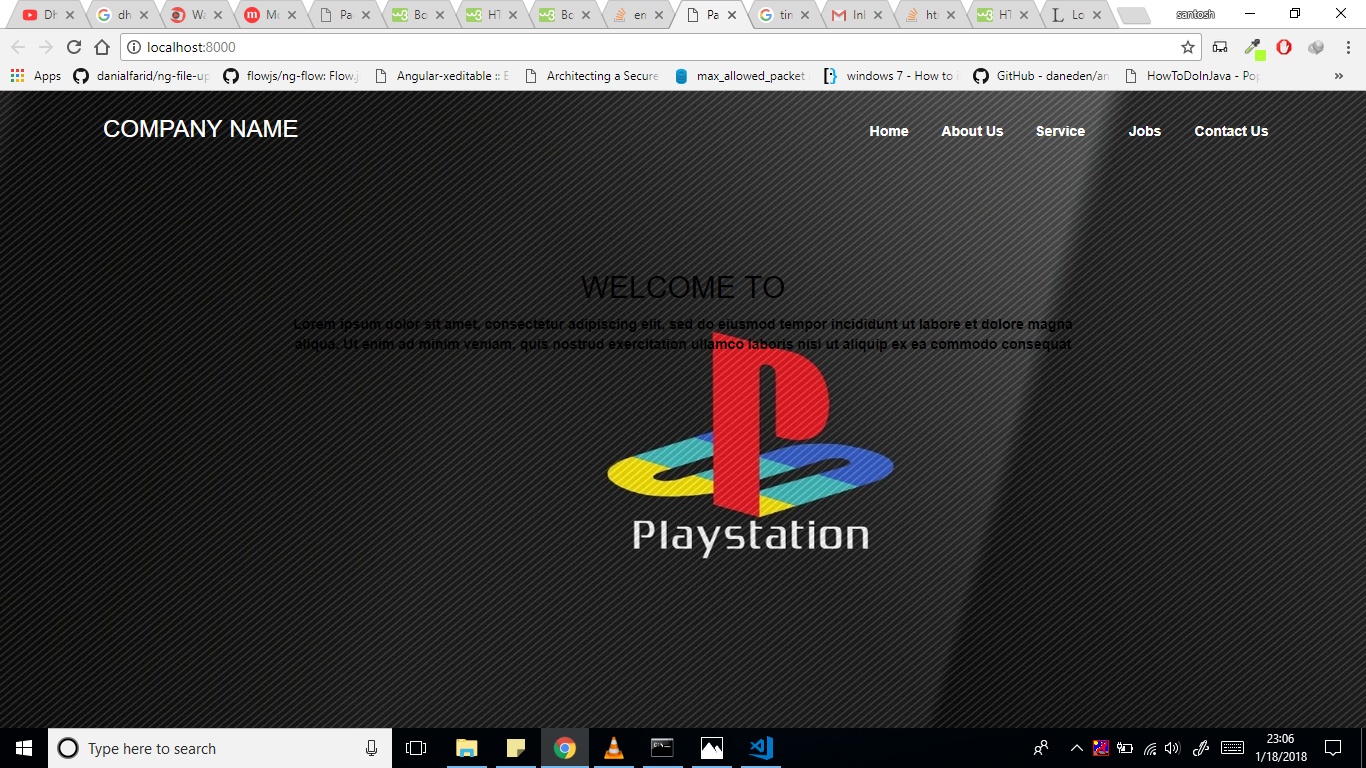 Dh
dh
Wa
Mo
Pa
Bo
HT
Bo
en
Pa
tin
Inl
htt
HT
Lo
santosh
localhost:8000
Apps
danialfarid/ng-file-up
flowjs/ng-flow: Flow.j
Angular-xeditable :: E
Architecting a Secure
max_allowed_packet
windows 7 - How to i
GitHub - daneden/an
HowToDoInJava - Pop
COMPANY NAME
Home
About Us
Service
Jobs
Contact Us
WELCOME TO
Lorem ipsum dolor sit amet, consectetur adipiscing elit, sed do eiusmod tempor incididunt ut labore et dolore magna
aliqua. Ut enim ad minim veniam, quis nostrud exercitation ullamco laboris nisi ut aliquip ex ea commodo consequat
Playstation
Type here to search
23:06
1/18/2018